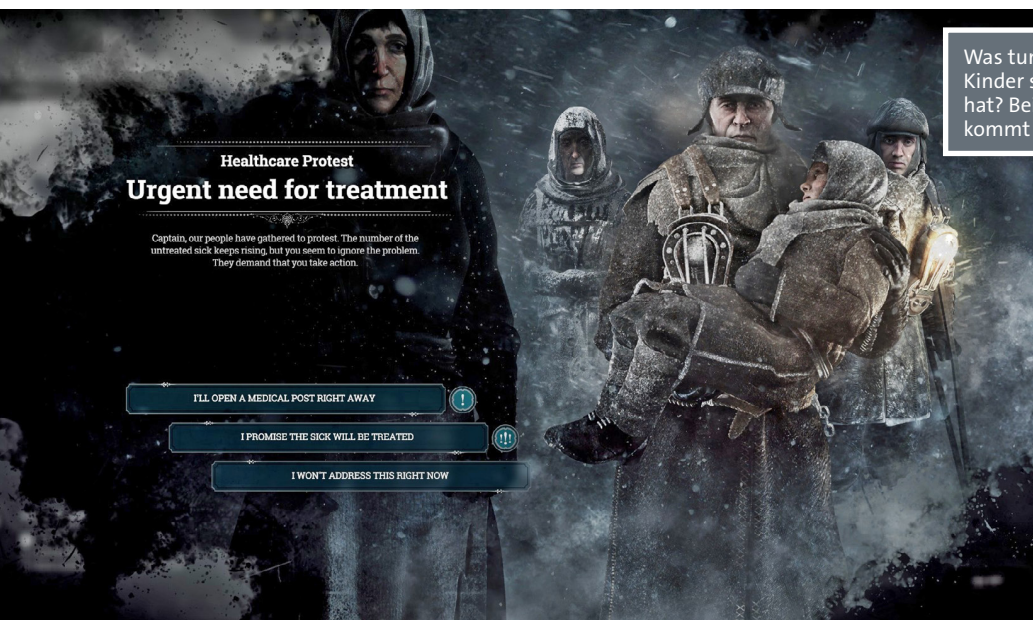 Healthcare Protest
Urgent need for treatment
Captain, our people have gathered to protest. The number of the
untreated sick keeps rising, but you seem to ignore the problem.
They demand that you take action.
I'LL OPEN A MEDICAL POST RIGHT AWAY
I PROMISE THE SICK WILL BE TREATED
I WON'T ADDRESS THIS RIGHT NOW
Was tu
Kinder s
hat? Be
kommt